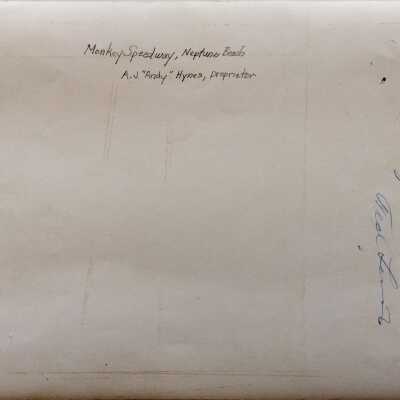 Monkey Speedway, Neptune Beach
A.J. "Andy" Hynes, proprietor